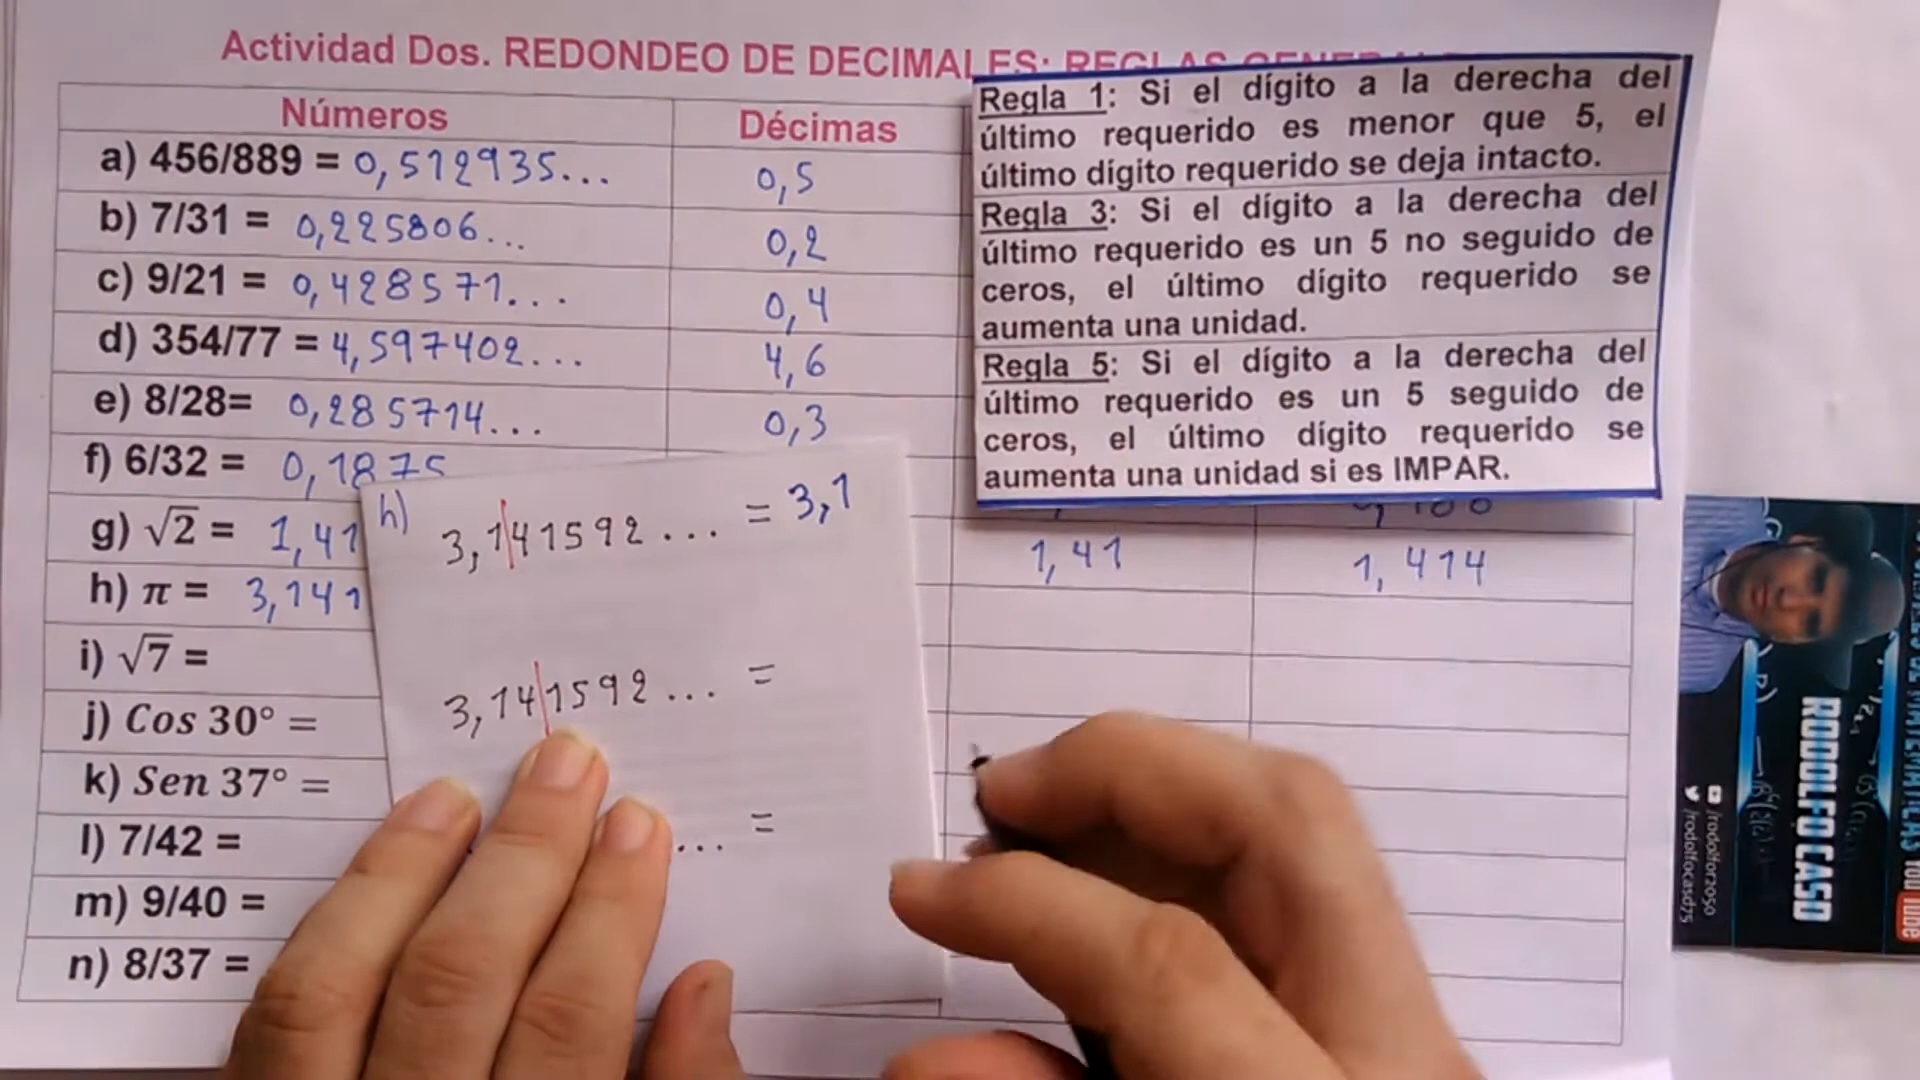 Actividad Dos. REDONDEO DE DECIMALES: REGLAS GENERALES
Números
Décimas
a) 456/889 = 0,512935...
0,5
b) 7/31 = 0,225806...
0,2
c) 9/21 = 0,428571...
0,4
d) 354/77 = 4,597402...
4,6
e) 8/28= 0,285714...
0,3
f) 6/32 = 0,1875
g) √2 = 1,41
1,41
1,414
h) π = 3,141
i) √7 =
j) Cos 30° =
k) Sen 37° =
l) 7/42 =
m) 9/40 =
n) 8/37 =
Regla 1: Si el dígito a la derecha del
último requerido es menor que 5, el
último dígito requerido se deja intacto.
Regla 3: Si el dígito a la derecha del
último requerido es un 5 no seguido de
ceros, el último dígito requerido se
aumenta una unidad.
Regla 5: Si el dígito a la derecha del
último requerido es un 5 seguido de
ceros, el último dígito requerido se
aumenta una unidad si es IMPAR.
h)
3,141592... = 3,1
3,141592... =
... =
RODOLFO CASO
/rodolforzoso
/rodolfocasd75